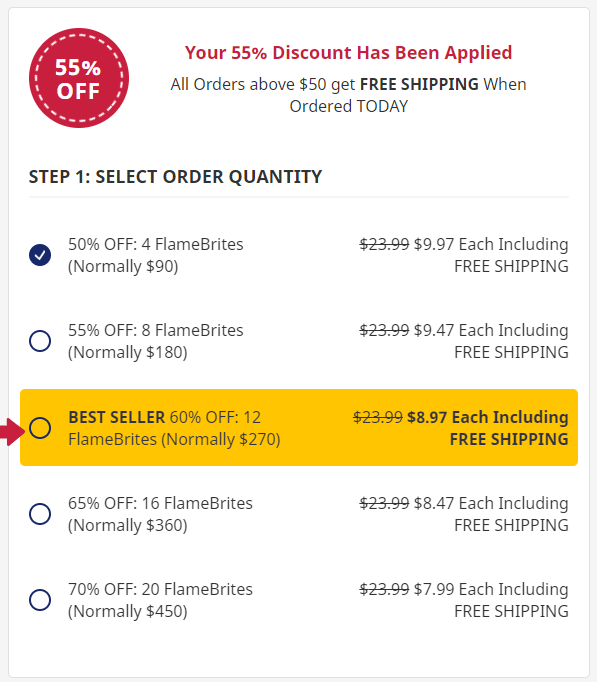 55%
OFF
Your 55% Discount Has Been Applied
All Orders above $50 get FREE SHIPPING When
Ordered TODAY
STEP 1: SELECT ORDER QUANTITY
50% OFF: 4 FlameBrites
(Normally $90)
$23.99 $9.97 Each Including
FREE SHIPPING
55% OFF: 8 FlameBrites
(Normally $180)
$23.99 $9.47 Each Including
FREE SHIPPING
BEST SELLER 60% OFF: 12
FlameBrites (Normally $270)
$23.99 $8.97 Each Including
FREE SHIPPING
65% OFF: 16 FlameBrites
(Normally $360)
$23.99 $8.47 Each Including
FREE SHIPPING
70% OFF: 20 FlameBrites
(Normally $450)
$23.99 $7.99 Each Including
FREE SHIPPING